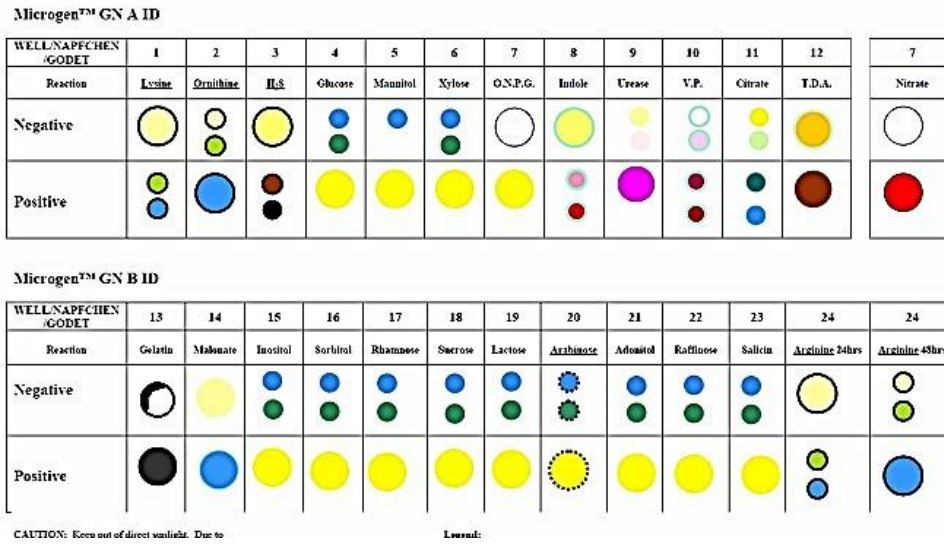 Microgen™ GN A ID
WELL/NAPFCHEN /GODET 1 2 3 4 5 6 7 8 9 10 11 12 7
Reaction Lysine Ornithine H₂S Glucose Mannitol Xylose O.N.P.G. Indole Urease V.P. Citrate T.D.A. Nitrate
Negative
Positive
Microgen™ GN B ID
WELL/NAPFCHEN /GODET 13 14 15 16 17 18 19 20 21 22 23 24 24
Reaction Gelatin Malonate Inositol Sorbitol Rhamnose Sucrose Lactose Arabinose Adonitol Raffinose Salicin Arginine 24hrs Arginine 48hrs
Negative
Positive
CAUTION: Keep out of direct sunlight. Due to Legend: